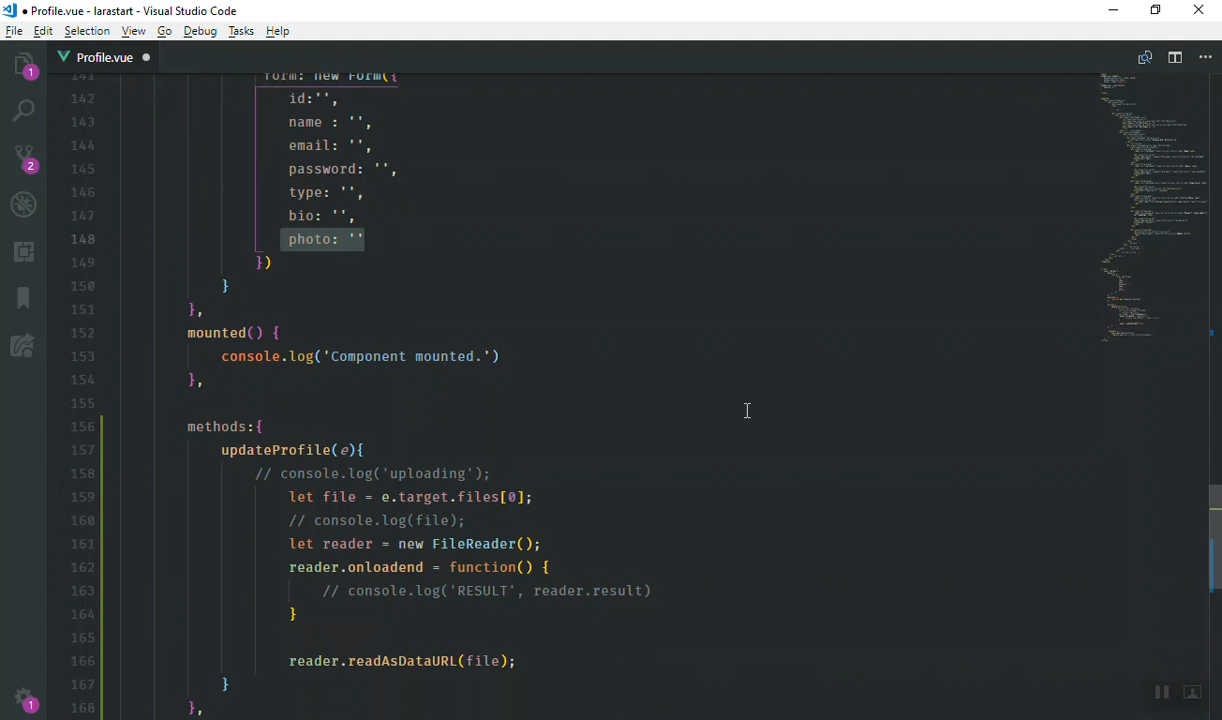 ● Profile.vue - larastart - Visual Studio Code
File Edit Selection View Go Debug Tasks Help
Profile.vue ●
141 form: new Form({
142 id:'',
143 name : '',
144 email: '',
145 password: '',
146 type: '',
147 bio: '',
148 photo: ''
149 })
150 }
151 },
152 mounted() {
153 console.log('Component mounted.')
154 },
155
156 methods:{
157 updateProfile(e){
158 // console.log('uploading');
159 let file = e.target.files[0];
160 // console.log(file);
161 let reader = new FileReader();
162 reader.onloadend = function() {
163 // console.log('RESULT', reader.result)
164 }
165
166 reader.readAsDataURL(file);
167 }
168 },
1
2
1